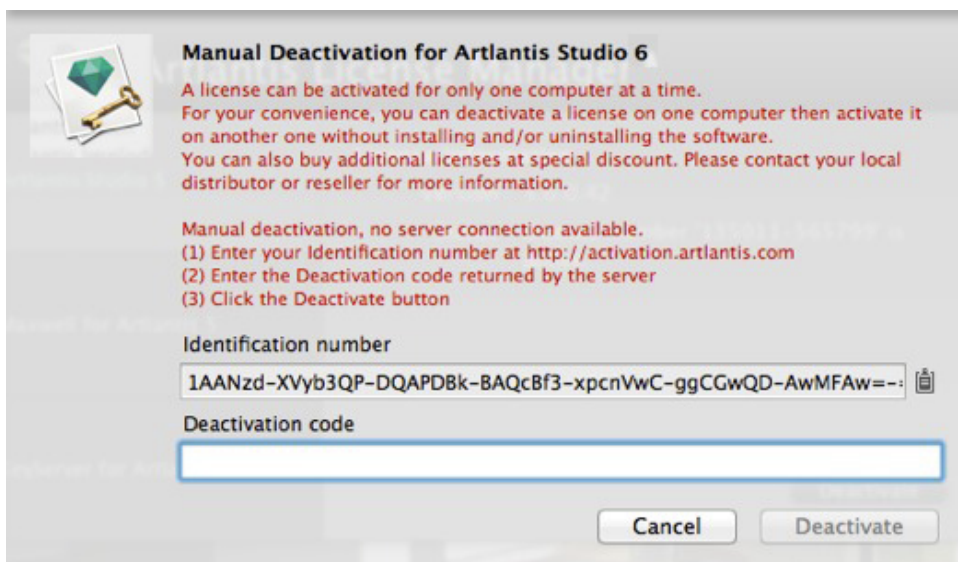 Manual Deactivation for Artlantis Studio 6
A license can be activated for only one computer at a time.
For your convenience, you can deactivate a license on one computer then activate it
on another one without installing and/or uninstalling the software.
You can also buy additional licenses at special discount. Please contact your local
distributor or reseller for more information.
Manual deactivation, no server connection available.
(1) Enter your Identification number at http://activation.artlantis.com
(2) Enter the Deactivation code returned by the server
(3) Click the Deactivate button
Identification number
1AANzd-XVyb3QP-DQAPDBk-BAQcBf3-xpcnVwC-ggCGwQD-AwMFAw=-
Deactivation code
Cancel
Deactivate